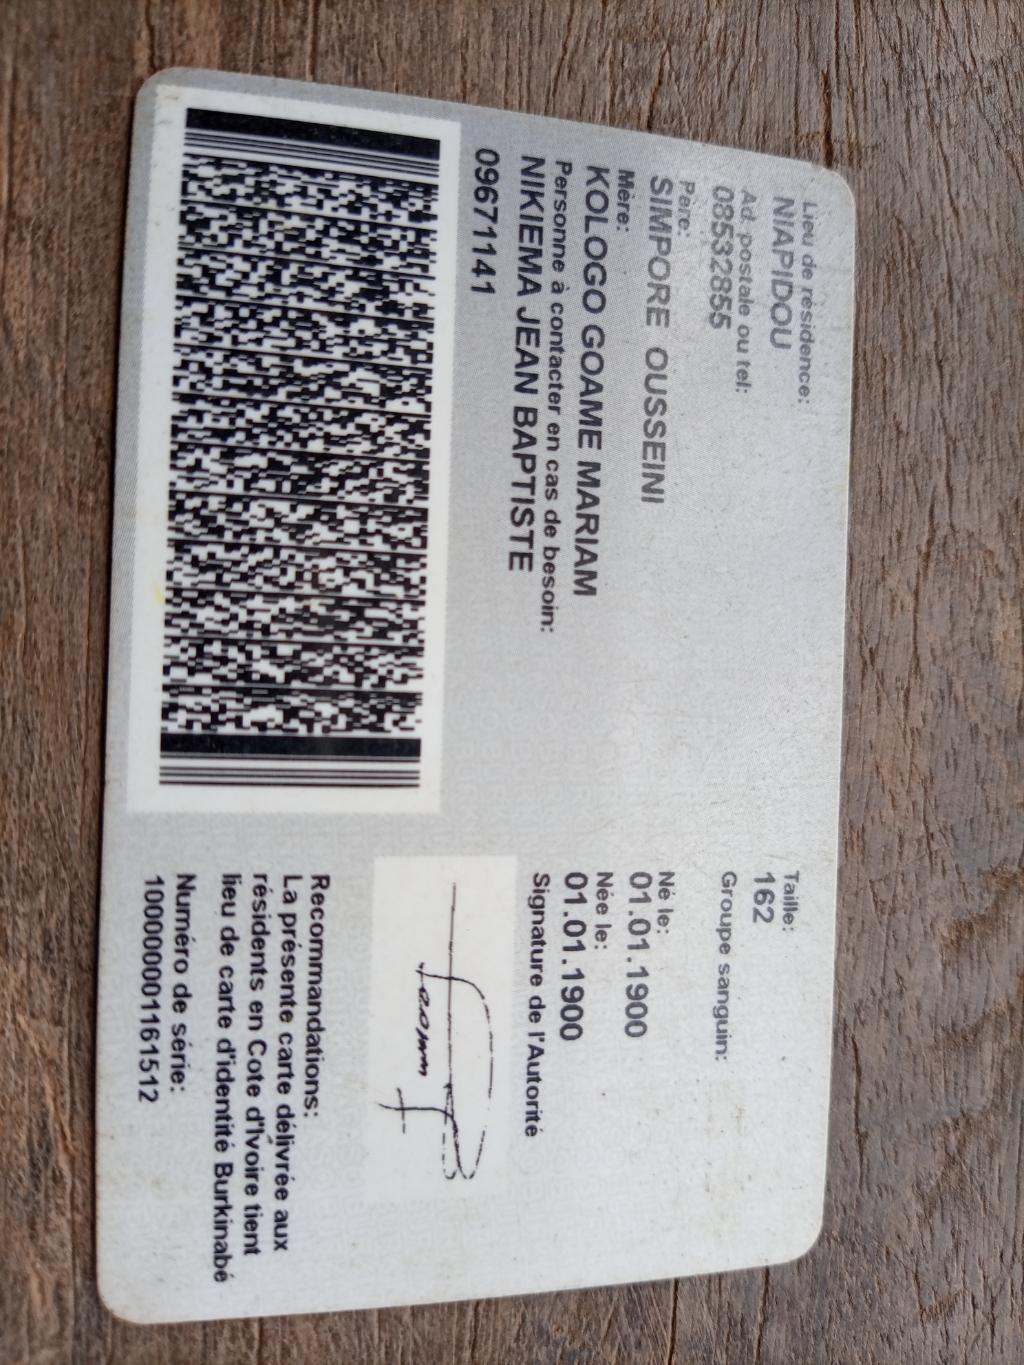 Lieu de résidence:
NIAPIDOU
Ad. postale ou tel:
08532855
Père:
SIMPORE OUSSEINI
Mère:
KOLOGO GOAME MARIAM
Personne à contacter en cas de besoin:
NIKIEMA JEAN BAPTISTE
09671141
Taille:
162
Groupe sanguin:
Né le:
01.01.1900
Née le:
01.01.1900
Signature de l'Autorité
Recommandations:
La présente carte délivrée aux
résidents en Cote d'Ivoire tient
lieu de carte d'identité Burkinabé
Numéro de série:
1000000001161512